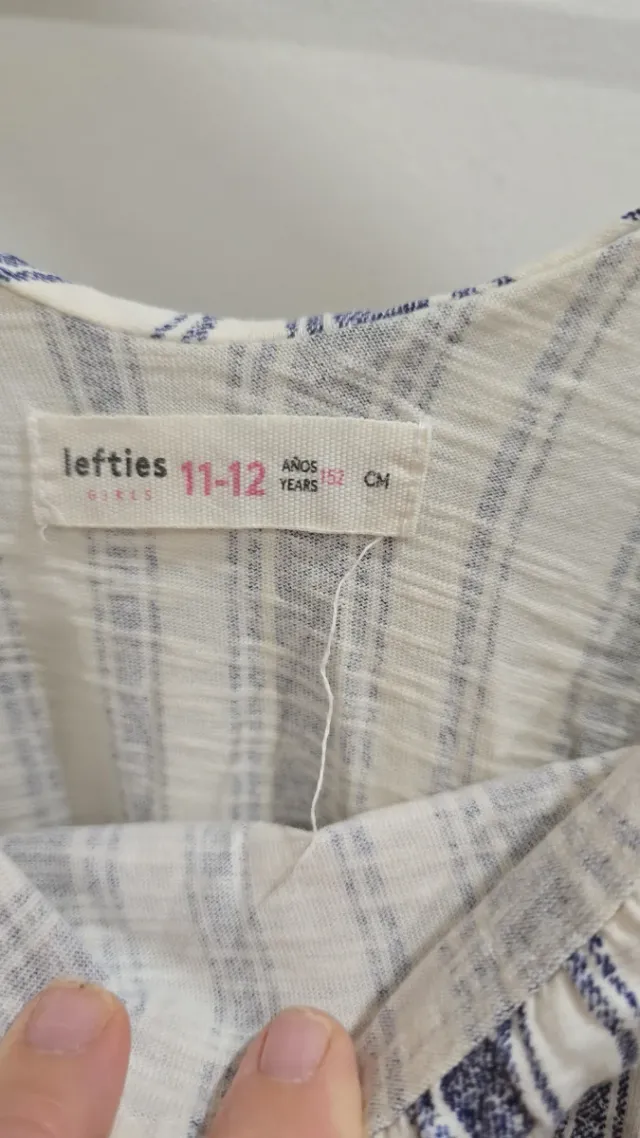 lefties
GIRLS
11-12
AÑOS
YEARS
152
CM